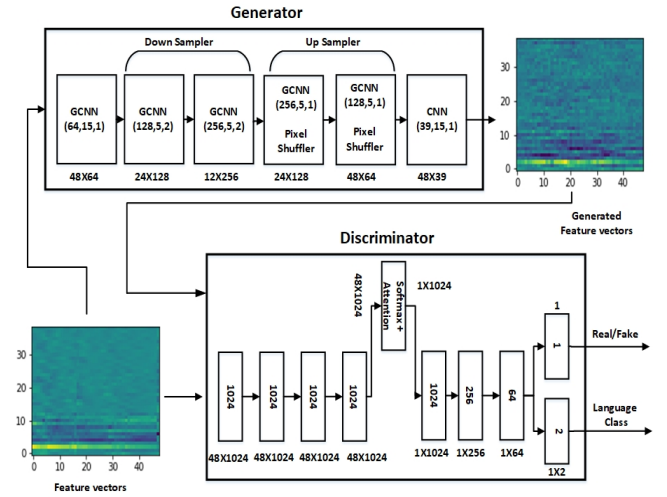 Generator
Down Sampler
Up Sampler
GCNN
(64,15,1)
GCNN
(128,5,2)
GCNN
(256,5,2)
GCNN
(256,5,1)
Pixel
Shuffler
GCNN
(128,5,1)
Pixel
Shuffler
CNN
(39,15,1)
48X64
24X128
12X256
24X128
48X64
48X39
30
20
10
0
0
10
20
30
40
Generated
Feature vectors
Discriminator
48X1024
Softmax +
Attention
1X1024
1024
1024
1024
1024
1024
256
64
1
1
2
1X2
48X1024
48X1024
48X1024
48X1024
1X1024
1X256
1X64
Real/Fake
Language
Class
30
20
10
0
0
10
20
30
40
Feature vectors